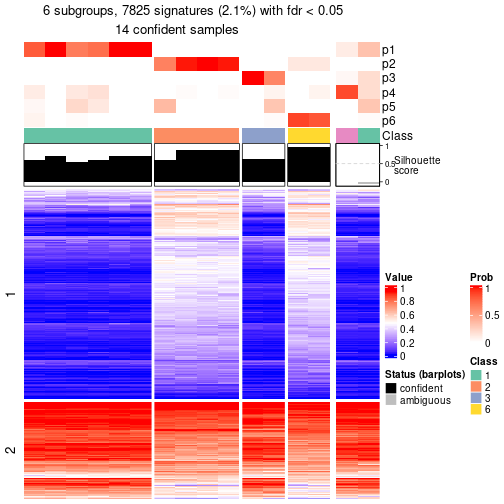 6 subgroups, 7825 signatures (2.1%) with fdr < 0.05
14 confident samples
p1
p2
p3
p4
p5
p6
Class
1
0.5
0
Silhouette
score
1
2
Value
1
0.8
0.6
0.4
0.2
0
Prob
1
0.5
0
Status (barplots)
confident
ambiguous
Class
1
2
3
6